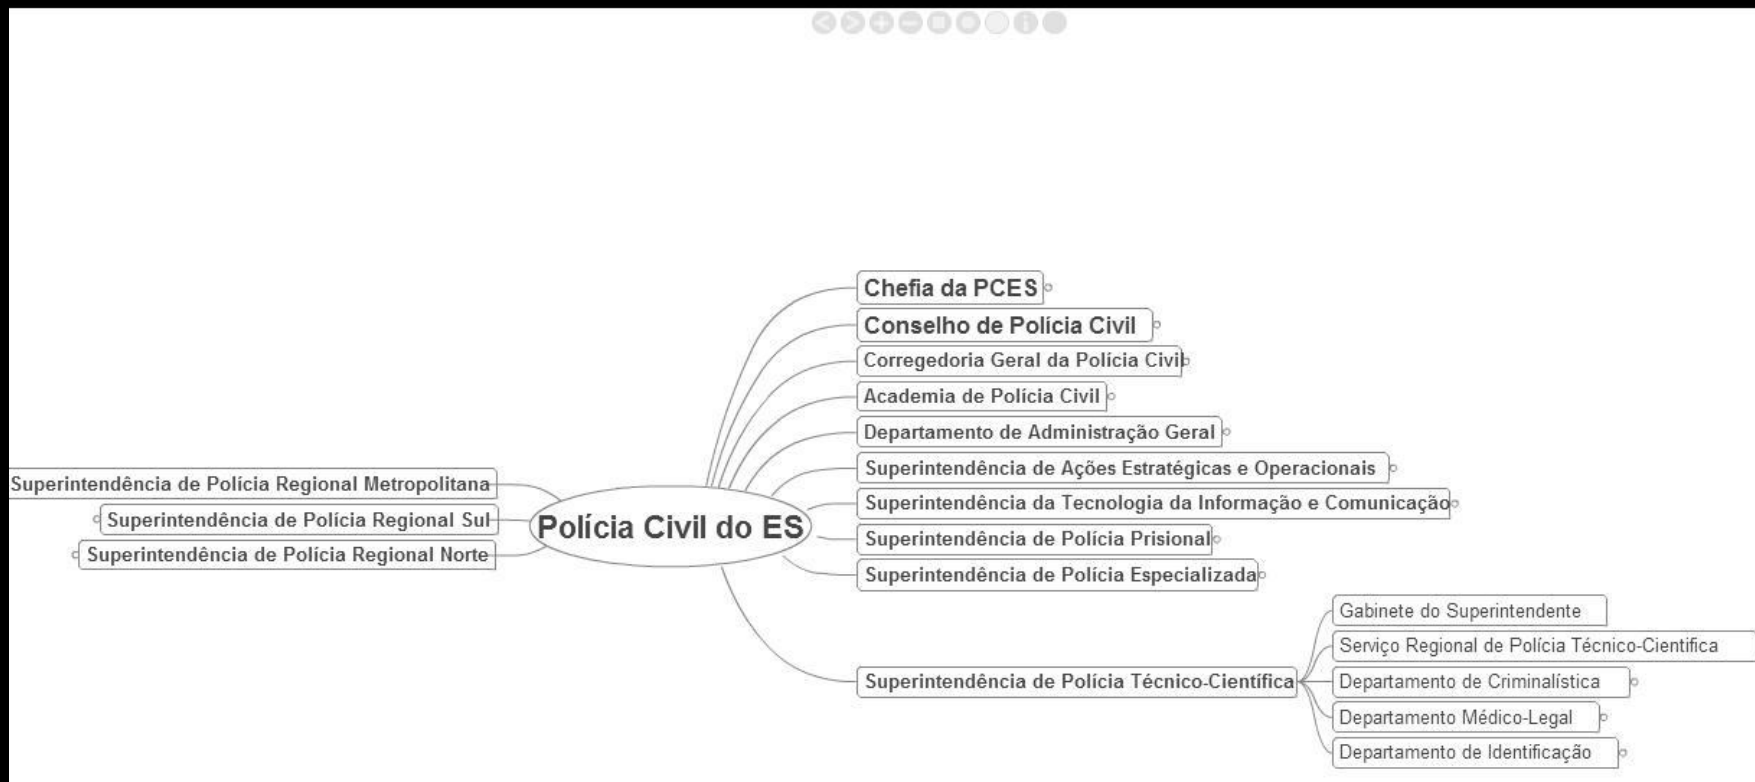 Chefia da PCES
Conselho de Polícia Civil
Corregedoria Geral da Polícia Civil
Academia de Polícia Civil
Departamento de Administração Geral
Superintendência de Ações Estratégicas e Operacionais
Superintendência da Tecnologia da Informação e Comunicação
Superintendência de Polícia Prisional
Superintendência de Polícia Especializada
Superintendência de Polícia Regional Metropolitana
Superintendência de Polícia Regional Sul
Superintendência de Polícia Regional Norte
Polícia Civil do ES
Superintendência de Polícia Técnico-Científica
Gabinete do Superintendente
Serviço Regional de Polícia Técnico-Cientifica
Departamento de Criminalística
Departamento Médico-Legal
Departamento de Identificação